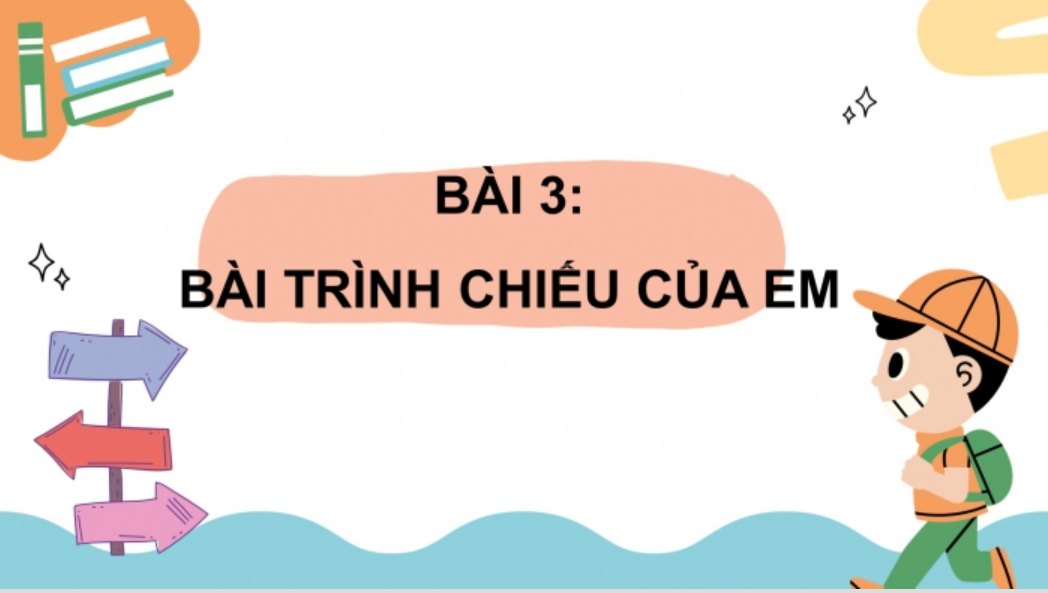 BÀI 3:
BÀI TRÌNH CHIẾU CỦA EM